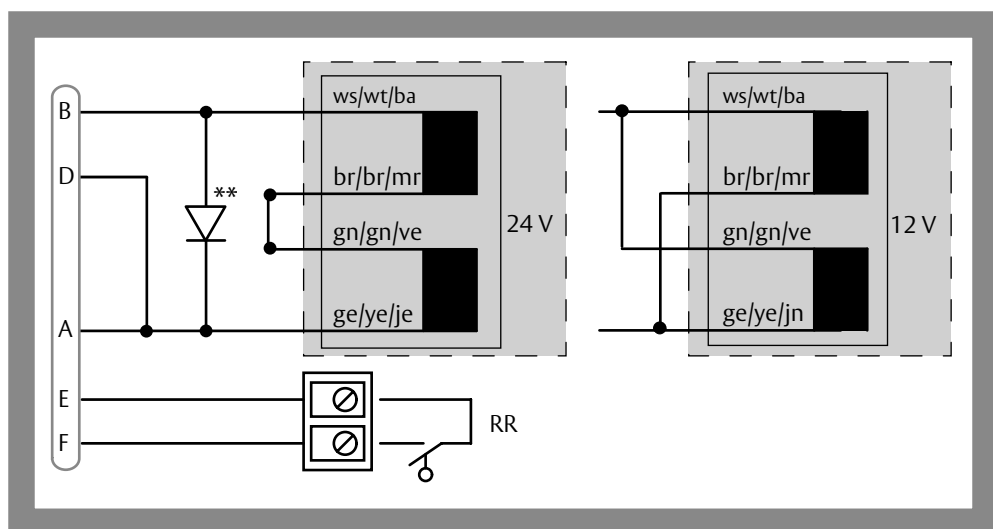 B
D
A
E
F
**
ws/wt/ba
br/br/mr
gn/gn/ve
ge/ye/je
24 V
ws/wt/ba
br/br/mr
gn/gn/ve
ge/ye/jn
12 V
RR